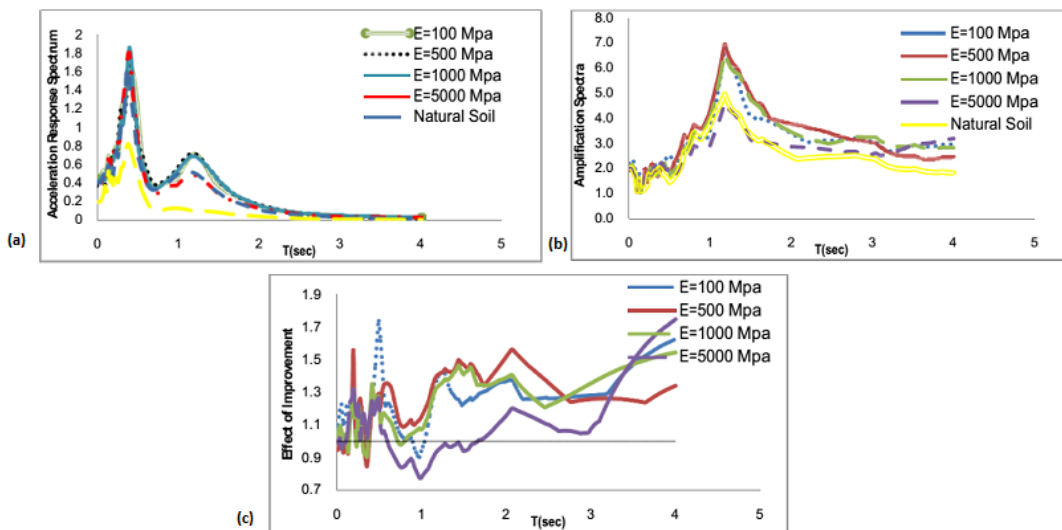 Acceleration Response Spectrum
2
1.8
1.6
1.4
1.2
1
0.8
0.6
0.4
0.2
0
0 1 2 3 4 5
T(sec)
E=100 Mpa
E=500 Mpa
E=1000 Mpa
E=5000 Mpa
Natural Soil
(a)
Amplification Spectra
8.0
7.0
6.0
5.0
4.0
3.0
2.0
1.0
0.0
0 1 2 3 4 5
T(sec)
E=100 Mpa
E=500 Mpa
E=1000 Mpa
E=5000 Mpa
Natural Soil
(b)
Effect of Improvement
1.9
1.7
1.5
1.3
1.1
0.9
0.7
0 1 2 3 4 5
T(sec)
E=100 Mpa
E=500 Mpa
E=1000 Mpa
E=5000 Mpa
(c)